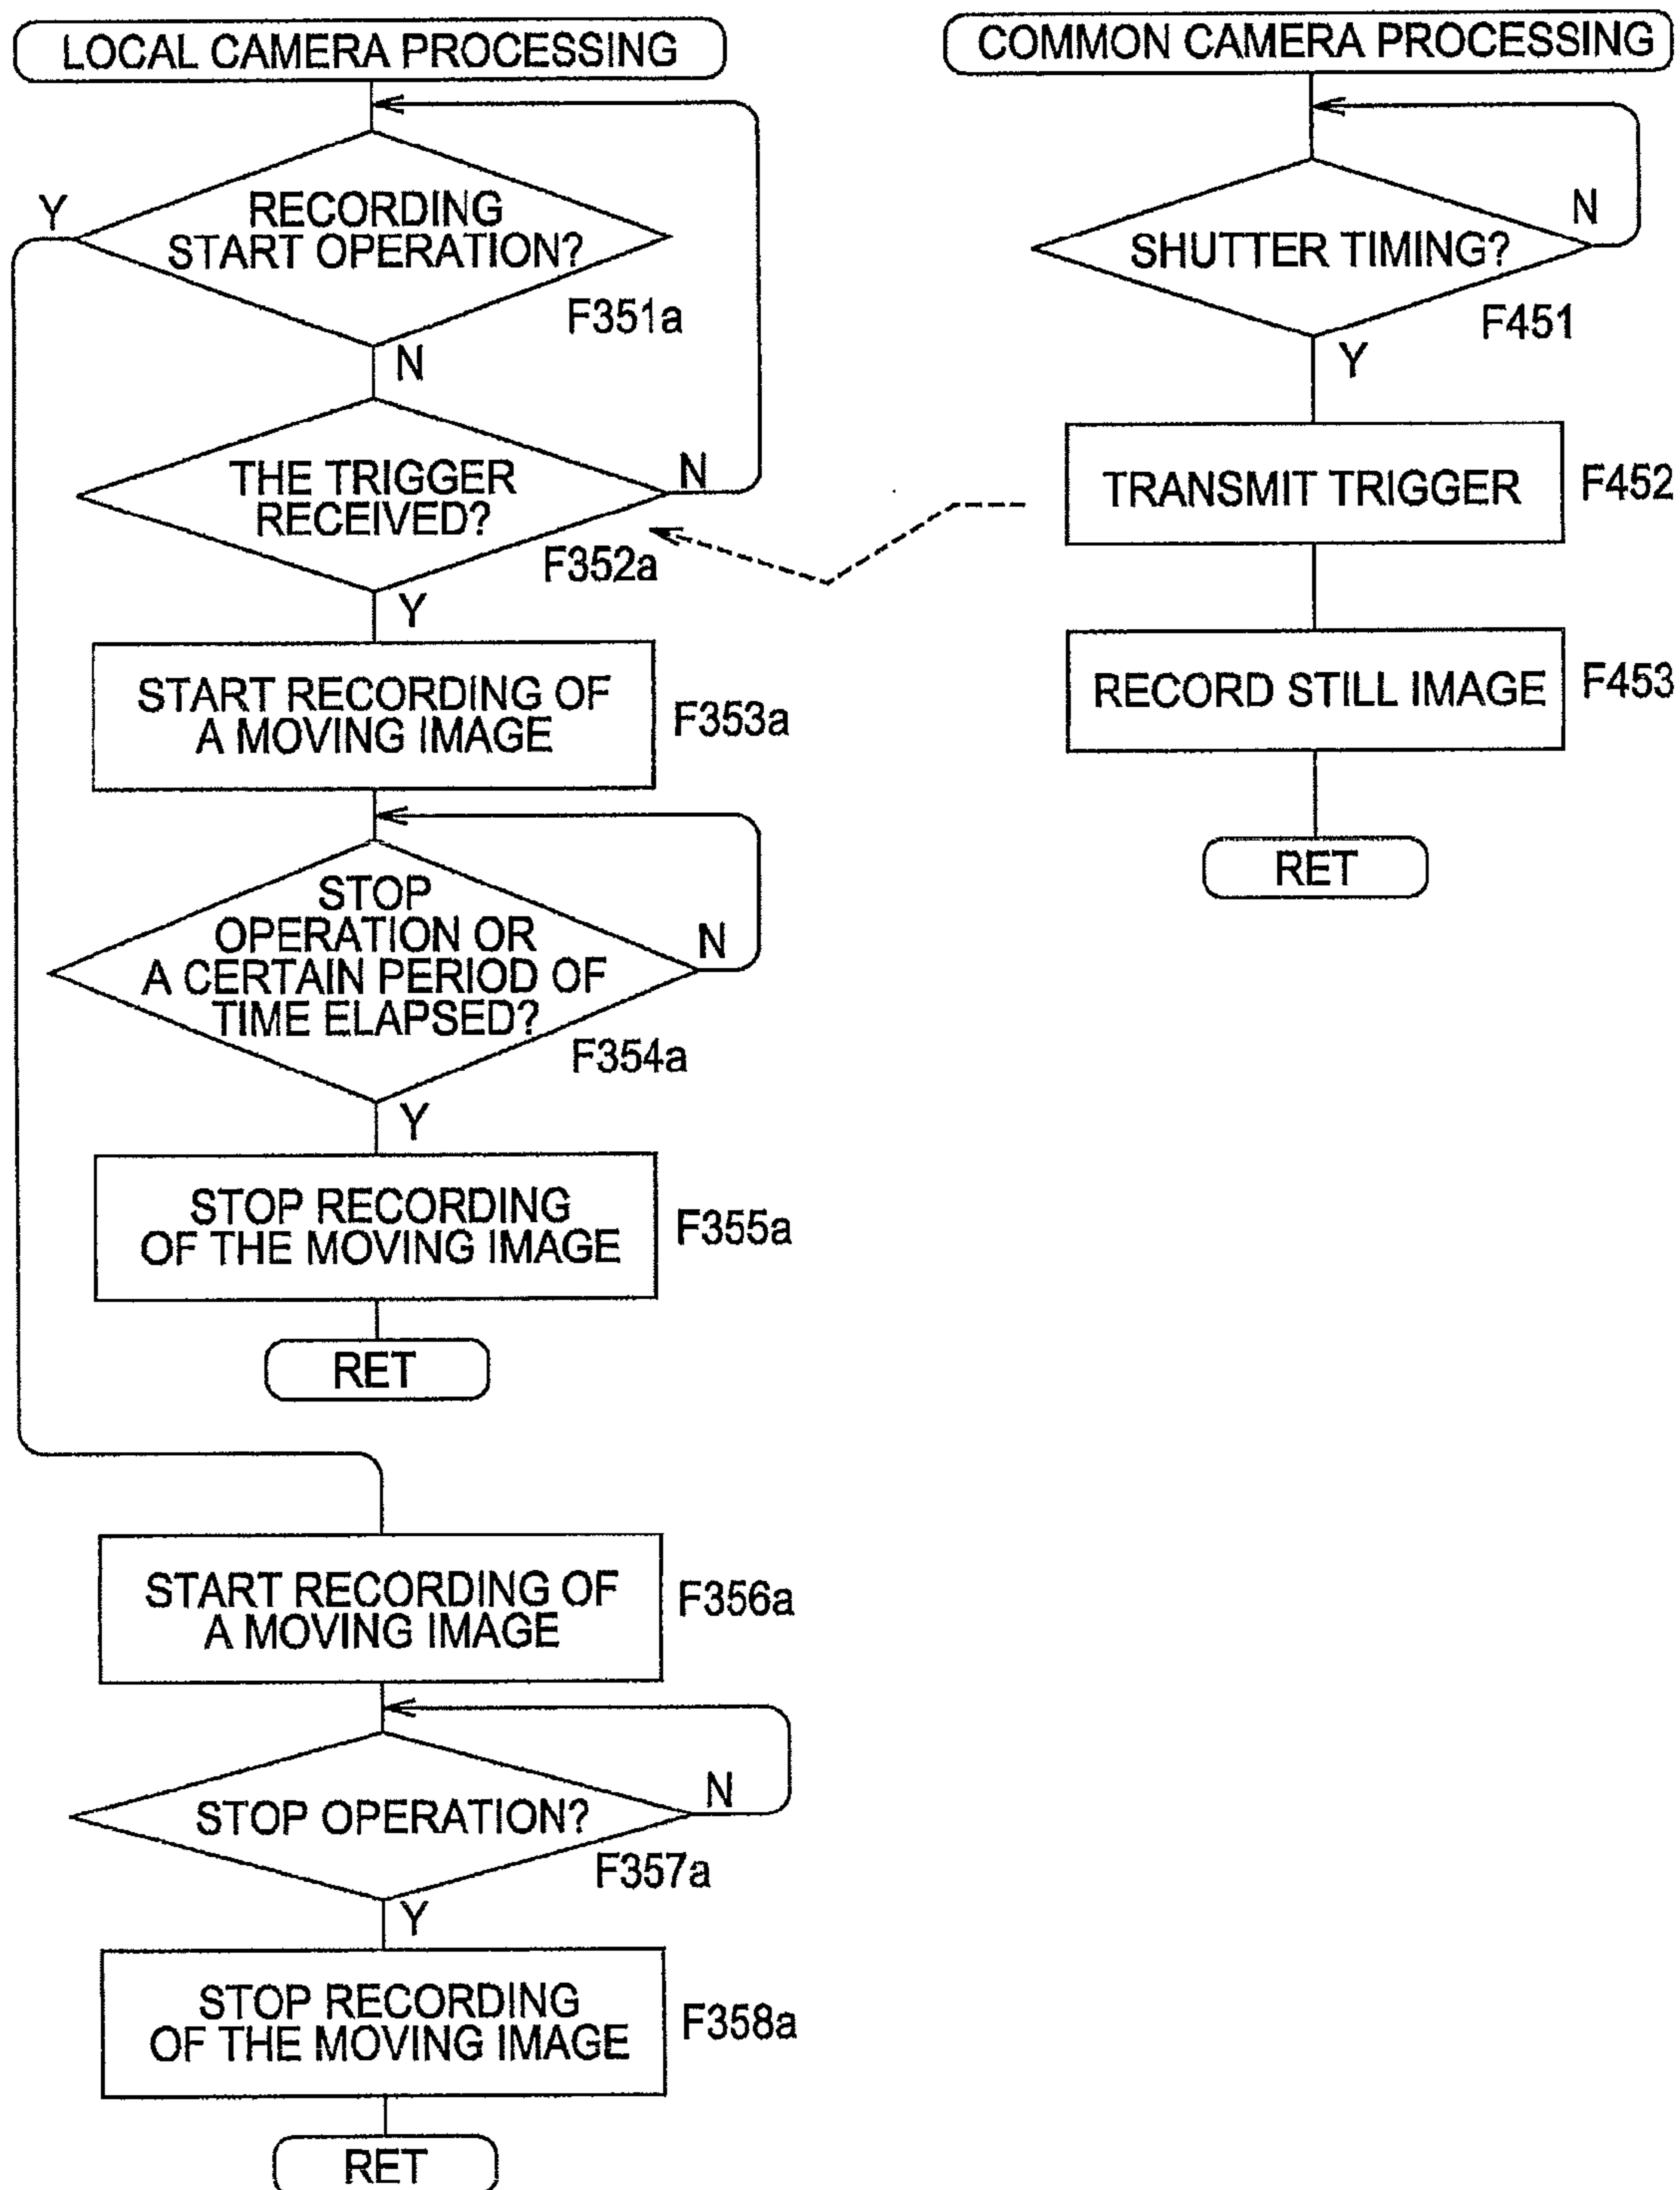 LOCAL CAMERA PROCESSING
Y
RECORDING
START OPERATION?
F351a
N
THE TRIGGER
RECEIVED?
N
F352a
Y
START RECORDING OF
A MOVING IMAGE
F353a
STOP
OPERATION OR
A CERTAIN PERIOD OF
TIME ELAPSED?
N
F354a
Y
STOP RECORDING
OF THE MOVING IMAGE
F355a
RET
START RECORDING OF
A MOVING IMAGE
F356a
STOP OPERATION?
N
F357a
Y
STOP RECORDING
OF THE MOVING IMAGE
F358a
RET
COMMON CAMERA PROCESSING
SHUTTER TIMING?
N
F451
Y
TRANSMIT TRIGGER
F452
RECORD STILL IMAGE
F453
RET